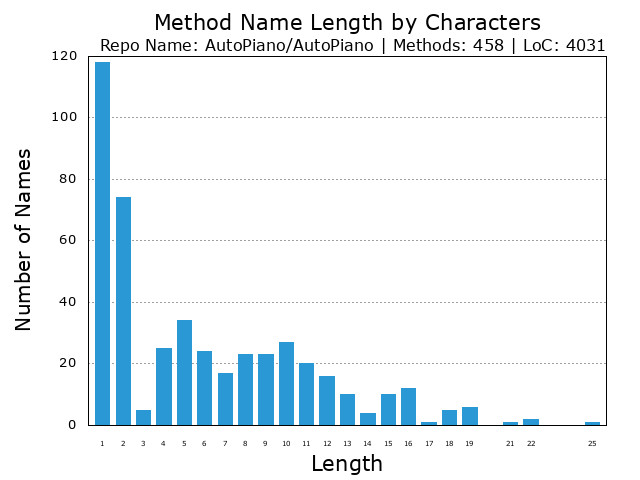 Method Name Length by Characters
Repo Name: AutoPiano/AutoPiano | Methods: 458 | LoC: 4031
120
100
80
60
40
20
0
Number of Names
1 2 3 4 5 6 7 8 9 10 11 12 13 14 15 16 17 18 19 21 22 25
Length